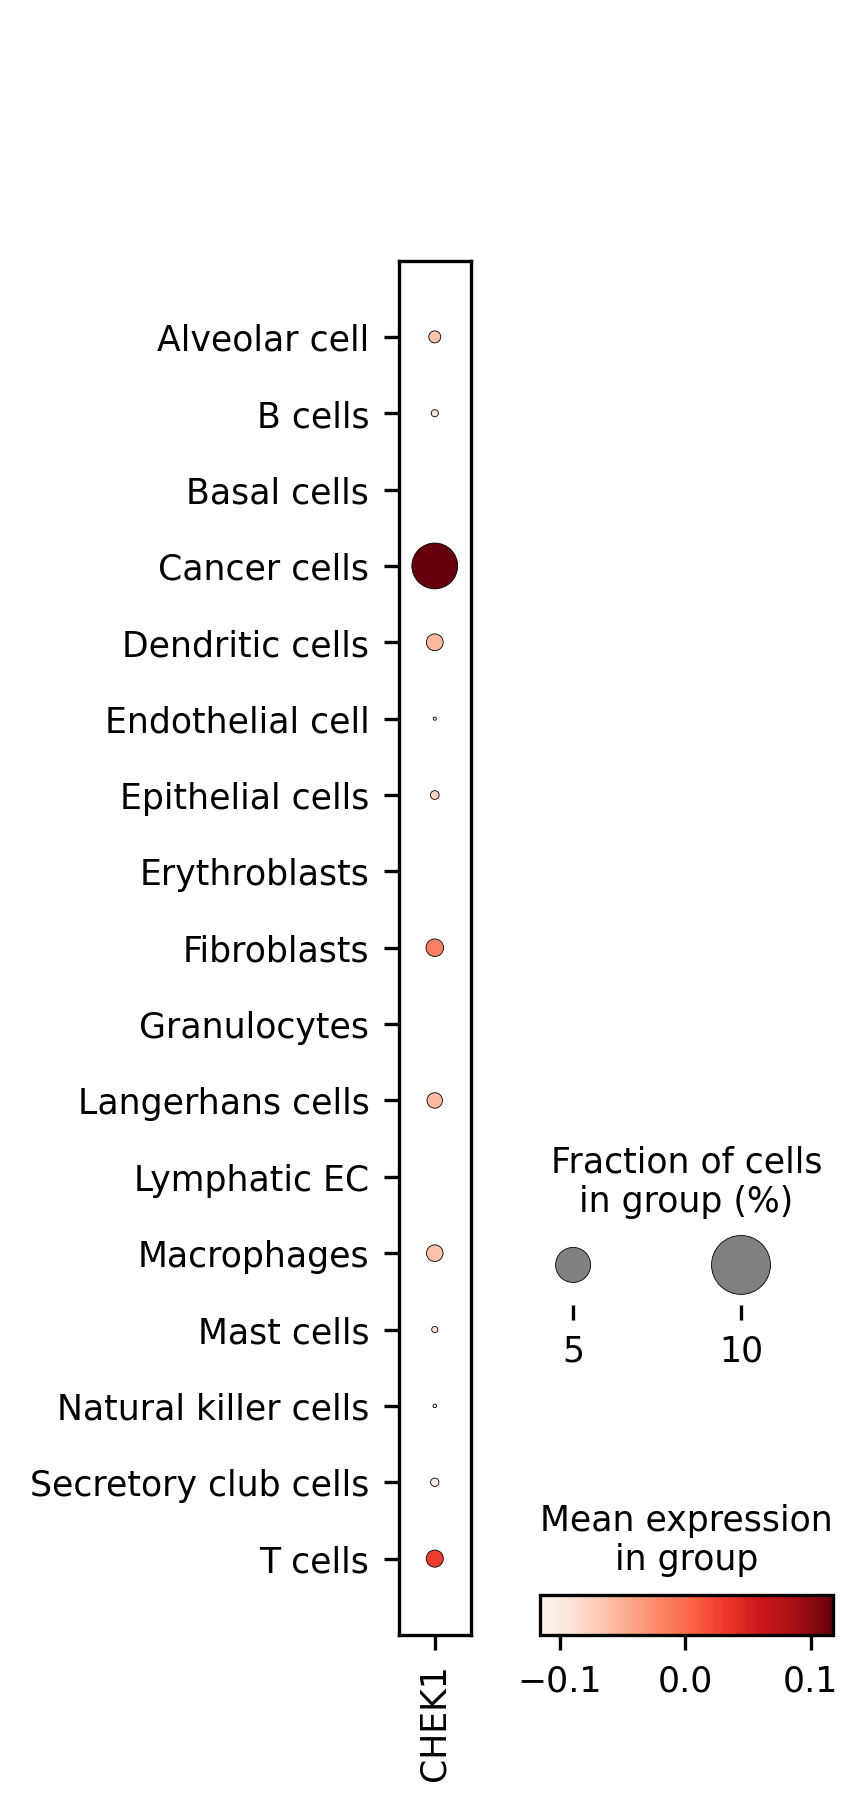 Alveolar cell
B cells
Basal cells
Cancer cells
Dendritic cells
Endothelial cell
Epithelial cells
Erythroblasts
Fibroblasts
Granulocytes
Langerhans cells
Lymphatic EC
Macrophages
Mast cells
Natural killer cells
Secretory club cells
T cells
CHEK1
Fraction of cells
in group (%)
5 10
Mean expression
in group
−0.1 0.0 0.1